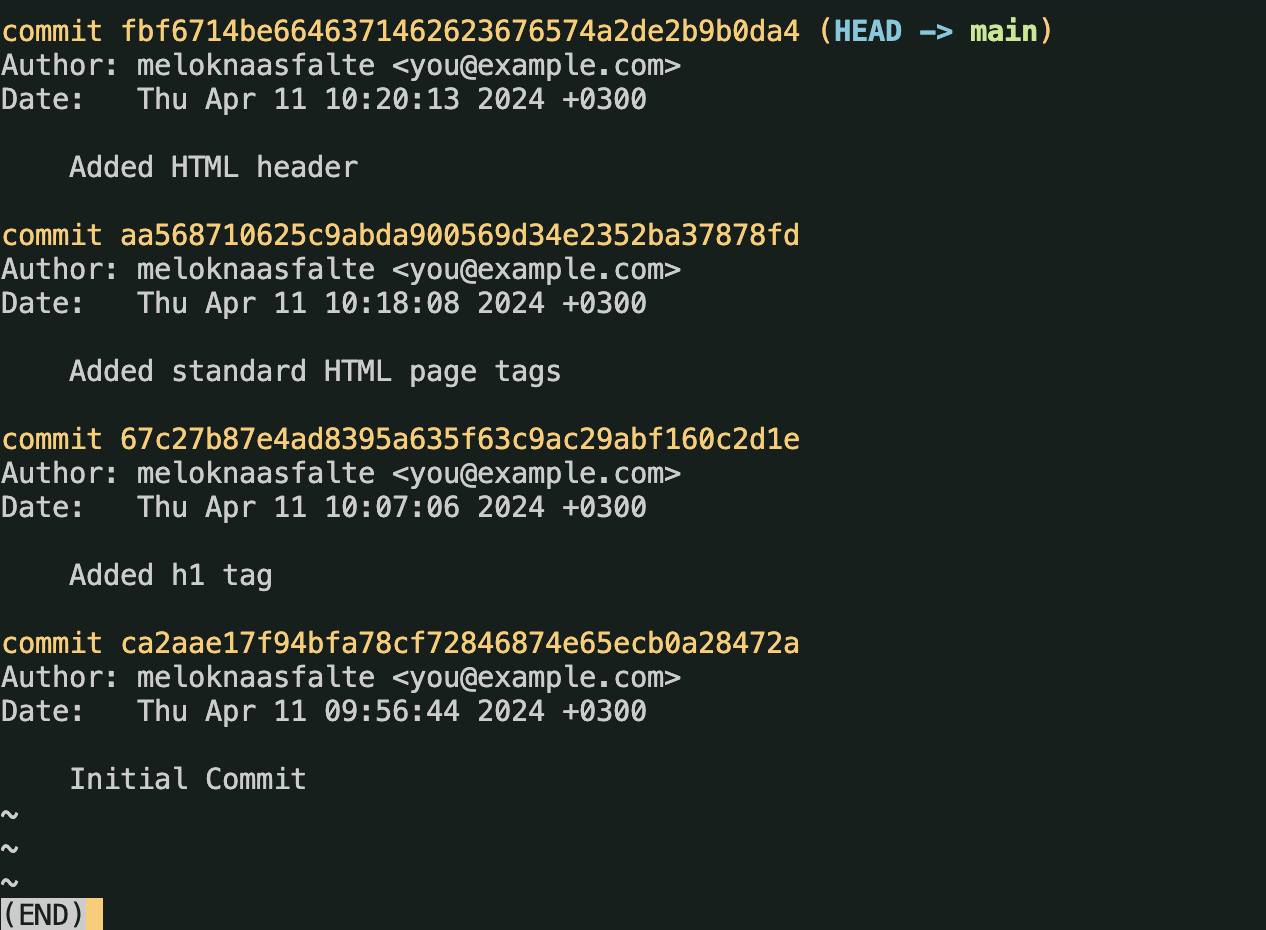 commit fbf6714be6646371462623676574a2de2b9b0da4 (HEAD -> main)
Author: meloknaasfalte <you@example.com>
Date:   Thu Apr 11 10:20:13 2024 +0300

    Added HTML header

commit aa568710625c9abda900569d34e2352ba37878fd
Author: meloknaasfalte <you@example.com>
Date:   Thu Apr 11 10:18:08 2024 +0300

    Added standard HTML page tags

commit 67c27b87e4ad8395a635f63c9ac29abf160c2d1e
Author: meloknaasfalte <you@example.com>
Date:   Thu Apr 11 10:07:06 2024 +0300

    Added h1 tag

commit ca2aae17f94bfa78cf72846874e65ecb0a28472a
Author: meloknaasfalte <you@example.com>
Date:   Thu Apr 11 09:56:44 2024 +0300

    Initial Commit
~
~
~
(END)